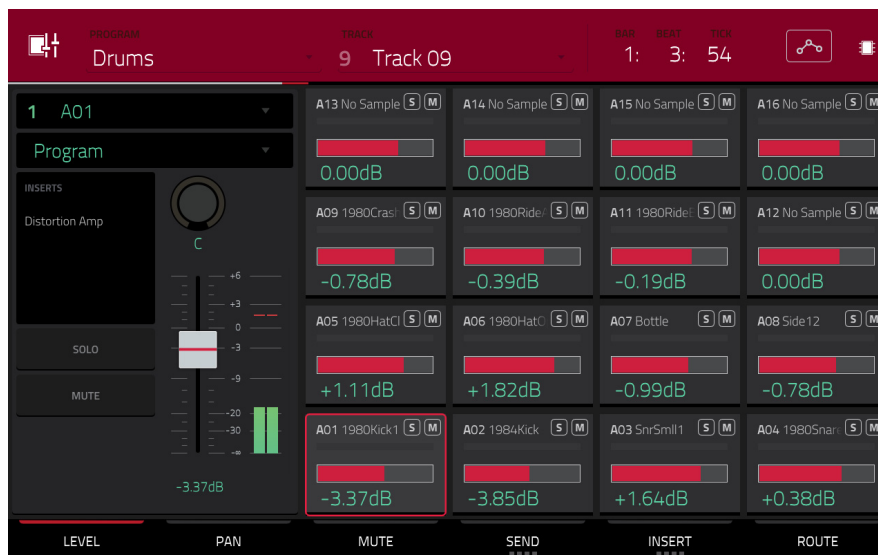 PROGRAM TRACK BAR BEAT TICK
Drums 9 Track 09 1: 3: 54
1 A01
Program
INSERTS
Distortion Amp
C
+6
+3
0
-3
-9
-20
-30
-∞
SOLO
MUTE
-3.37dB
A13 No Sample S M A14 No Sample S M A15 No Sample S M A16 No Sample S M
0.00dB 0.00dB 0.00dB 0.00dB
A09 1980Crash S M A10 1980Ride S M A11 1980Ride S M A12 No Sample S M
-0.78dB -0.39dB -0.19dB 0.00dB
A05 1980HatCl S M A06 1980HatO S M A07 Bottle S M A08 Side12 S M
+1.11dB +1.82dB -0.99dB -0.78dB
A01 1980Kick1 S M A02 1984Kick S M A03 SnrSmll1 S M A04 1980Snare S M
-3.37dB -3.85dB +1.64dB +0.38dB
LEVEL PAN MUTE SEND INSERT ROUTE